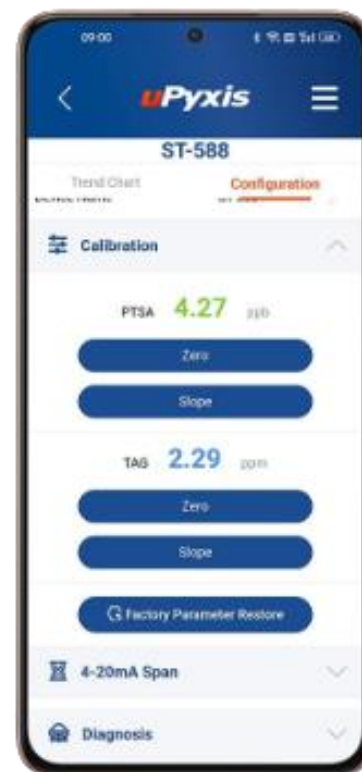 09:00
uPyxis
ST-588
Trend Chart Configuration
Calibration
PTSA 4.27 ppb
Zero
Slope
TAG 2.29 ppm
Zero
Slope
Factory Parameter Restore
4-20mA Span
Diagnosis